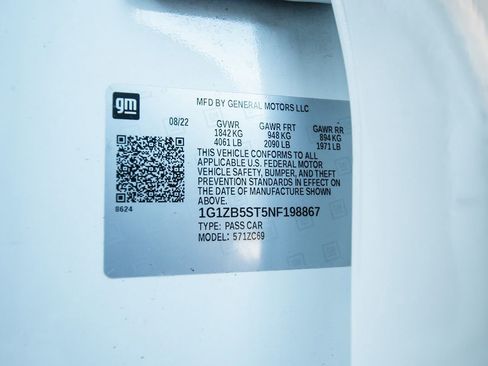 gm
MFD BY GENERAL MOTORS LLC
08/22 GVWR GAWR FRT GAWR RR
1842 KG 948 KG 894 KG
4061 LB 2090 LB 1971 LB
THIS VEHICLE CONFORMS TO ALL
APPLICABLE U.S. FEDERAL MOTOR
VEHICLE SAFETY, BUMPER, AND THEFT
PREVENTION STANDARDS IN EFFECT ON
THE DATE OF MANUFACTURE SHOWN
ABOVE.
8624
1G1ZB5ST5NF198867
TYPE: PASS CAR
MODEL: 571ZC69